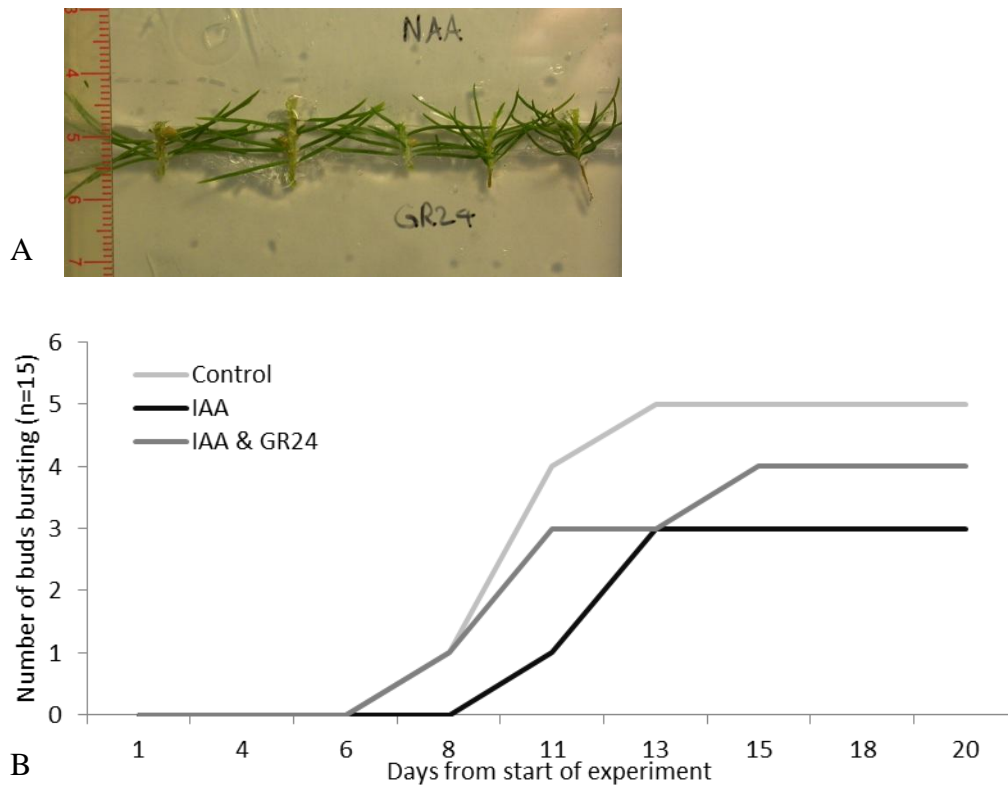 3
4
5
6
7
NAA
GR24
A
Number of buds bursting (n=15)
6
5
4
3
2
1
0
Control
IAA
IAA & GR24
1 4 6 8 11 13 15 18 20
Days from start of experiment
B